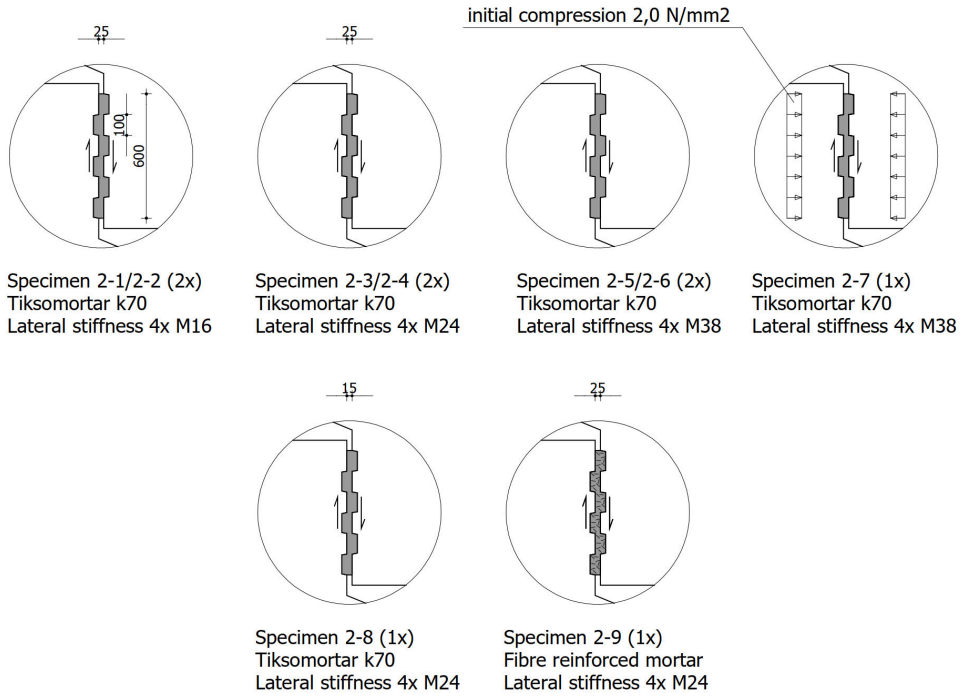 initial compression 2,0 N/mm2
25
25
100
600
Specimen 2-1/2-2 (2x)
Tiksomortar k70
Lateral stiffness 4x M16
Specimen 2-3/2-4 (2x)
Tiksomortar k70
Lateral stiffness 4x M24
Specimen 2-5/2-6 (2x)
Tiksomortar k70
Lateral stiffness 4x M38
Specimen 2-7 (1x)
Tiksomortar k70
Lateral stiffness 4x M38
15
25
Specimen 2-8 (1x)
Tiksomortar k70
Lateral stiffness 4x M24
Specimen 2-9 (1x)
Fibre reinforced mortar
Lateral stiffness 4x M24